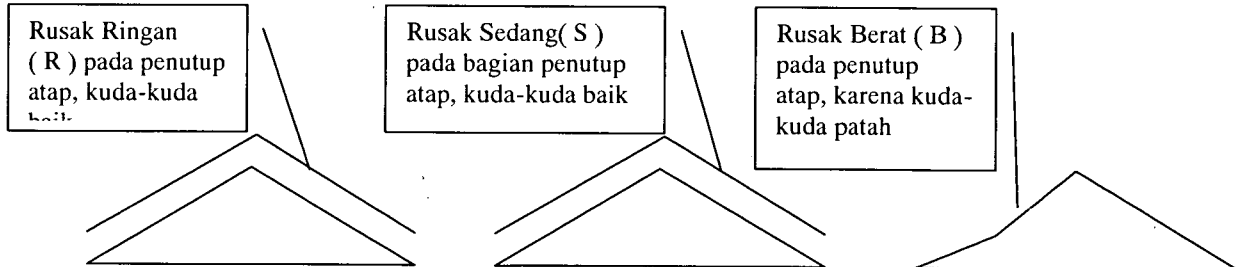 Rusak Ringan
( R ) pada penutup
atap, kuda-kuda
Rusak Sedang( S )
pada bagian penutup
atap, kuda-kuda baik
Rusak Berat ( B )
pada penutup
atap, karena kuda-
kuda patah